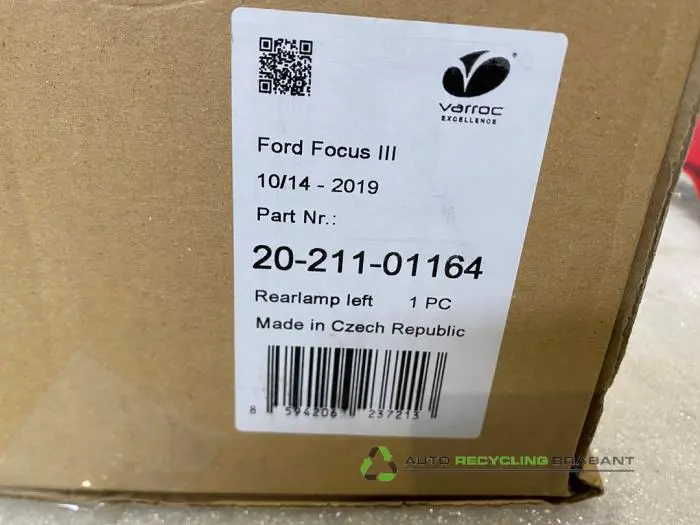 varroc
EXCELLENCE
Ford Focus III
10/14 - 2019
Part Nr.:
20-211-01164
Rearlamp left 1 PC
Made in Czech Republic
8 594206 237213
AUTO RECYCLING BRABANT